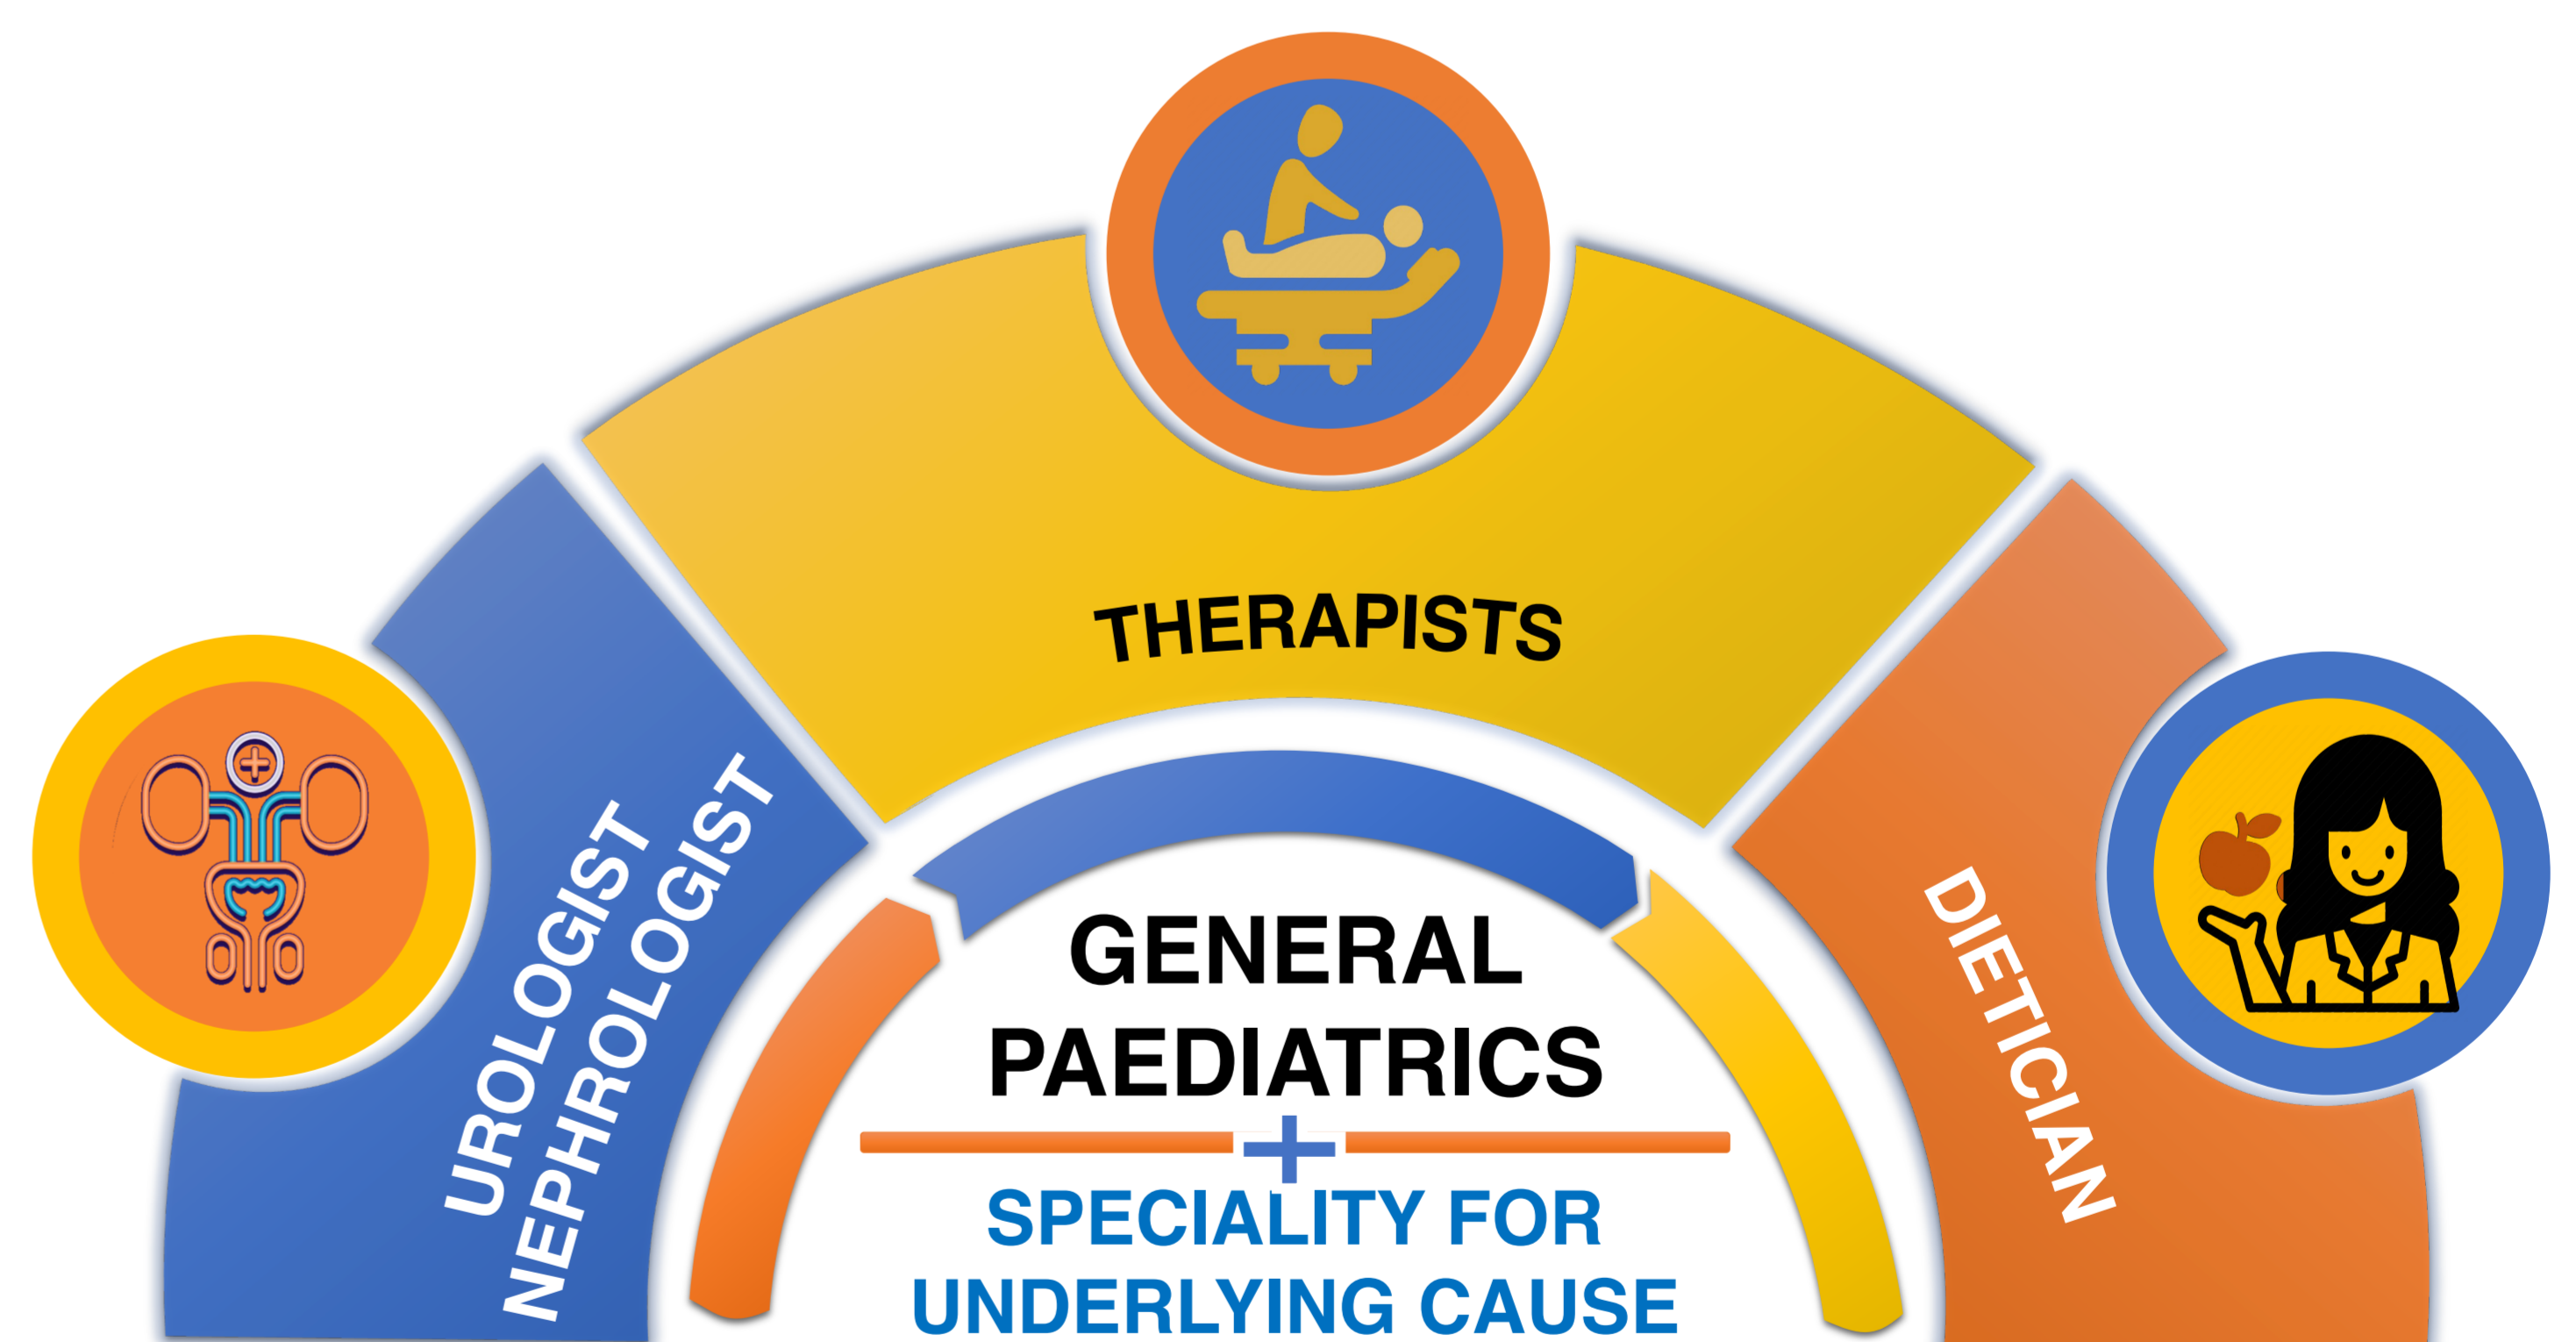 THERAPISTS
UROLOGIST
NEPHROLOGIST
DIETICIAN
GENERAL
PAEDIATRICS
+
SPECIALITY FOR
UNDERLYING CAUSE